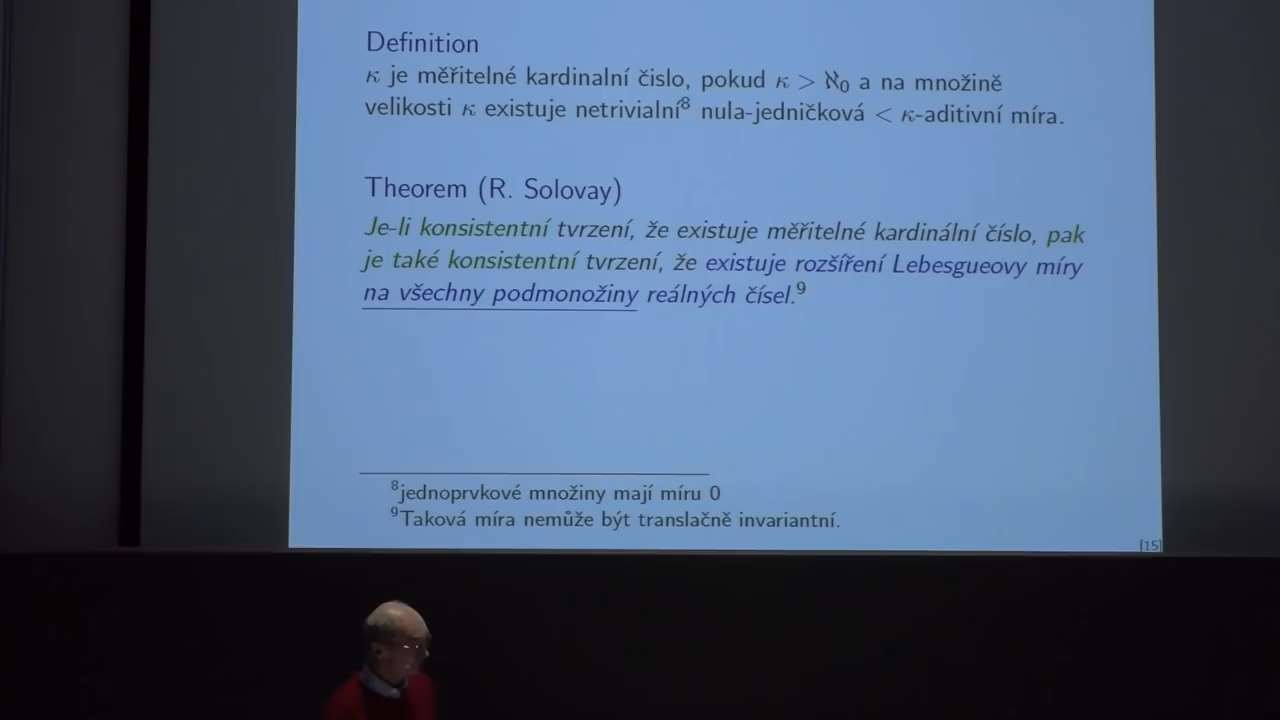 Definition
κ je měřitelné kardinalní čislo, pokud κ > ℵ₀ a na množině
velikosti κ existuje netrivialní⁸ nula-jedničková < κ-aditivní míra.
Theorem (R. Solovay)
Je-li konsistentní tvrzení, že existuje měřitelné kardinální číslo, pak
je také konsistentní tvrzení, že existuje rozšíření Lebesgueovy míry
na všechny podmonožiny reálných čísel.⁹
⁸jednoprvkové množiny mají míru 0
⁹Taková míra nemůže být translačně invariantní.
[15]